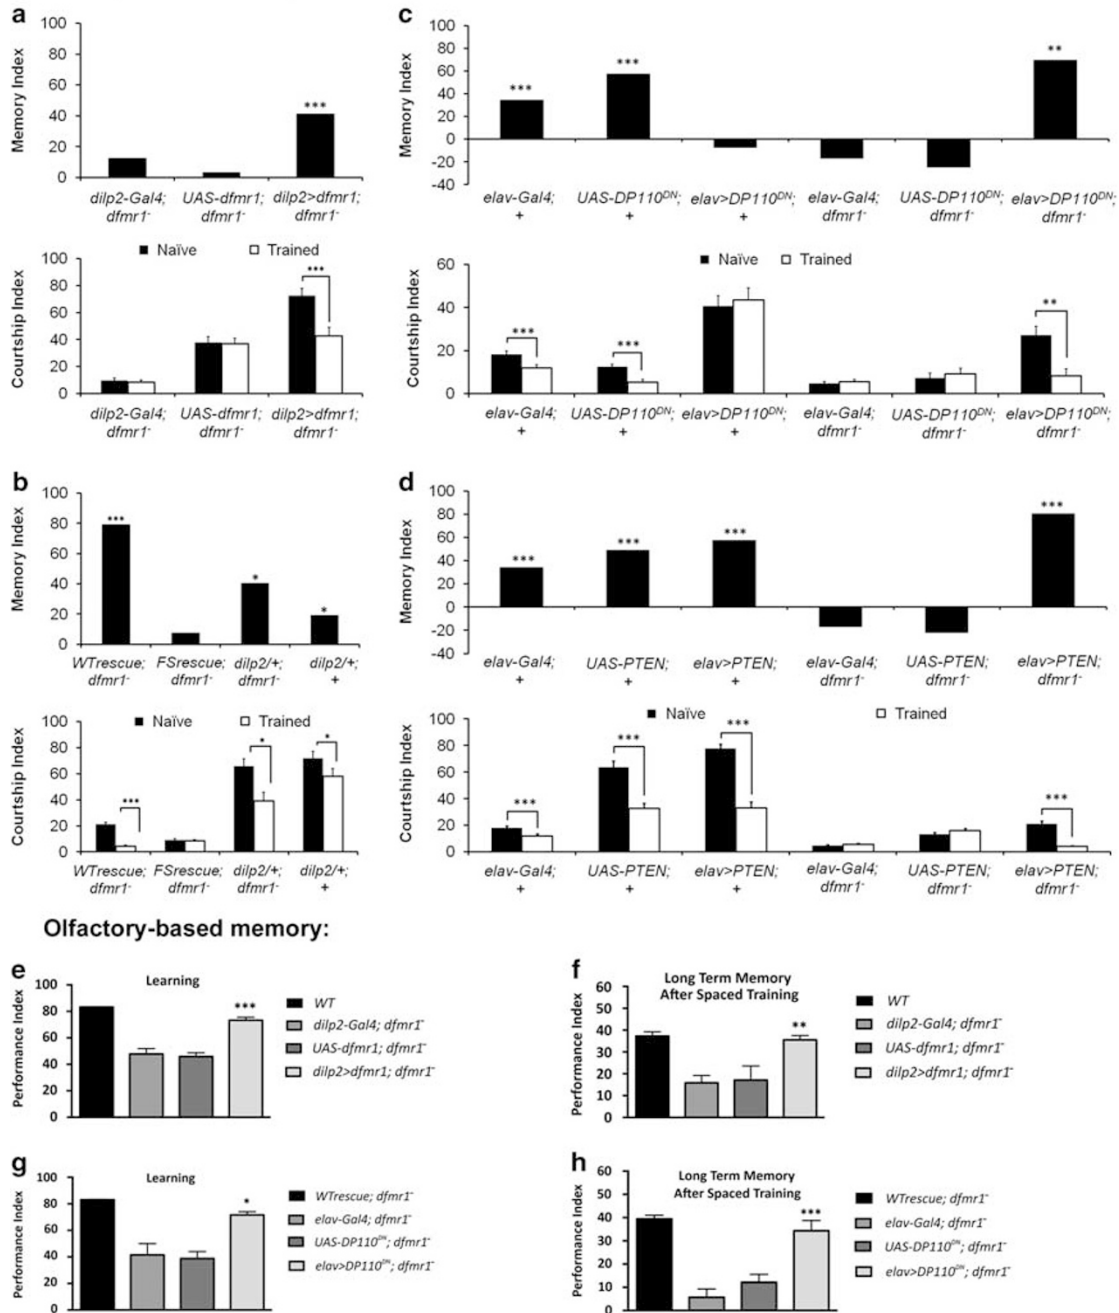 a
Memory Index
100
80
60
40
20
0
***
dilp2-Gal4; UAS-dfmr1; dilp2>dfmr1;
dfmr1- dfmr1- dfmr1-
Naïve Trained
Courtship Index
100
80
60
40
20
0
***
dilp2-Gal4; UAS-dfmr1; dilp2>dfmr1;
dfmr1- dfmr1- dfmr1-
c
Memory Index
100
80
60
40
20
0
-20
-40
*** *** **
elav-Gal4; UAS-DP110DN; elav>DP110DN; elav-Gal4; UAS-DP110DN; elav>DP110DN;
+ + + dfmr1- dfmr1- dfmr1-
Naïve Trained
Courtship Index
60
40
20
0
*** *** **
elav-Gal4; UAS-DP110DN; elav>DP110DN; elav-Gal4; UAS-DP110DN; elav>DP110DN;
+ + + dfmr1- dfmr1- dfmr1-
b
Memory Index
100
80
60
40
20
0
*** * *
WTrescue; FSrescue; dilp2/+; dilp2/+;
dfmr1- dfmr1- dfmr1- +
Naïve Trained
Courtship Index
100
80
60
40
20
0
*** * *
WTrescue; FSrescue; dilp2/+; dilp2/+;
dfmr1- dfmr1- dfmr1- +
d
Memory Index
100
80
60
40
20
0
-20
-40
*** *** *** ***
elav-Gal4; UAS-PTEN; elav>PTEN; elav-Gal4; UAS-PTEN; elav>PTEN;
+ + + dfmr1- dfmr1- dfmr1-
Naïve Trained
Courtship Index
100
80
60
40
20
0
*** *** *** ***
elav-Gal4; UAS-PTEN; elav>PTEN; elav-Gal4; UAS-PTEN; elav>PTEN;
+ + + dfmr1- dfmr1- dfmr1-
Olfactory-based memory:
e
Learning
Performance Index
100
80
60
40
20
0
***
WT
dilp2-Gal4; dfmr1-
UAS-dfmr1; dfmr1-
dilp2>dfmr1; dfmr1-
f
Long Term Memory
After Spaced Training
Performance Index
60
50
40
30
20
10
0
**
WT
dilp2-Gal4; dfmr1-
UAS-dfmr1; dfmr1-
dilp2>dfmr1; dfmr1-
g
Learning
Performance Index
100
80
60
40
20
0
*
WTrescue; dfmr1-
elav-Gal4; dfmr1-
UAS-DP110DN; dfmr1-
elav>DP110DN; dfmr1-
h
Long Term Memory
After Spaced Training
Performance Index
60
50
40
30
20
10
0
***
WTrescue; dfmr1-
elav-Gal4; dfmr1-
UAS-DP110DN; dfmr1-
elav>DP110DN; dfmr1-